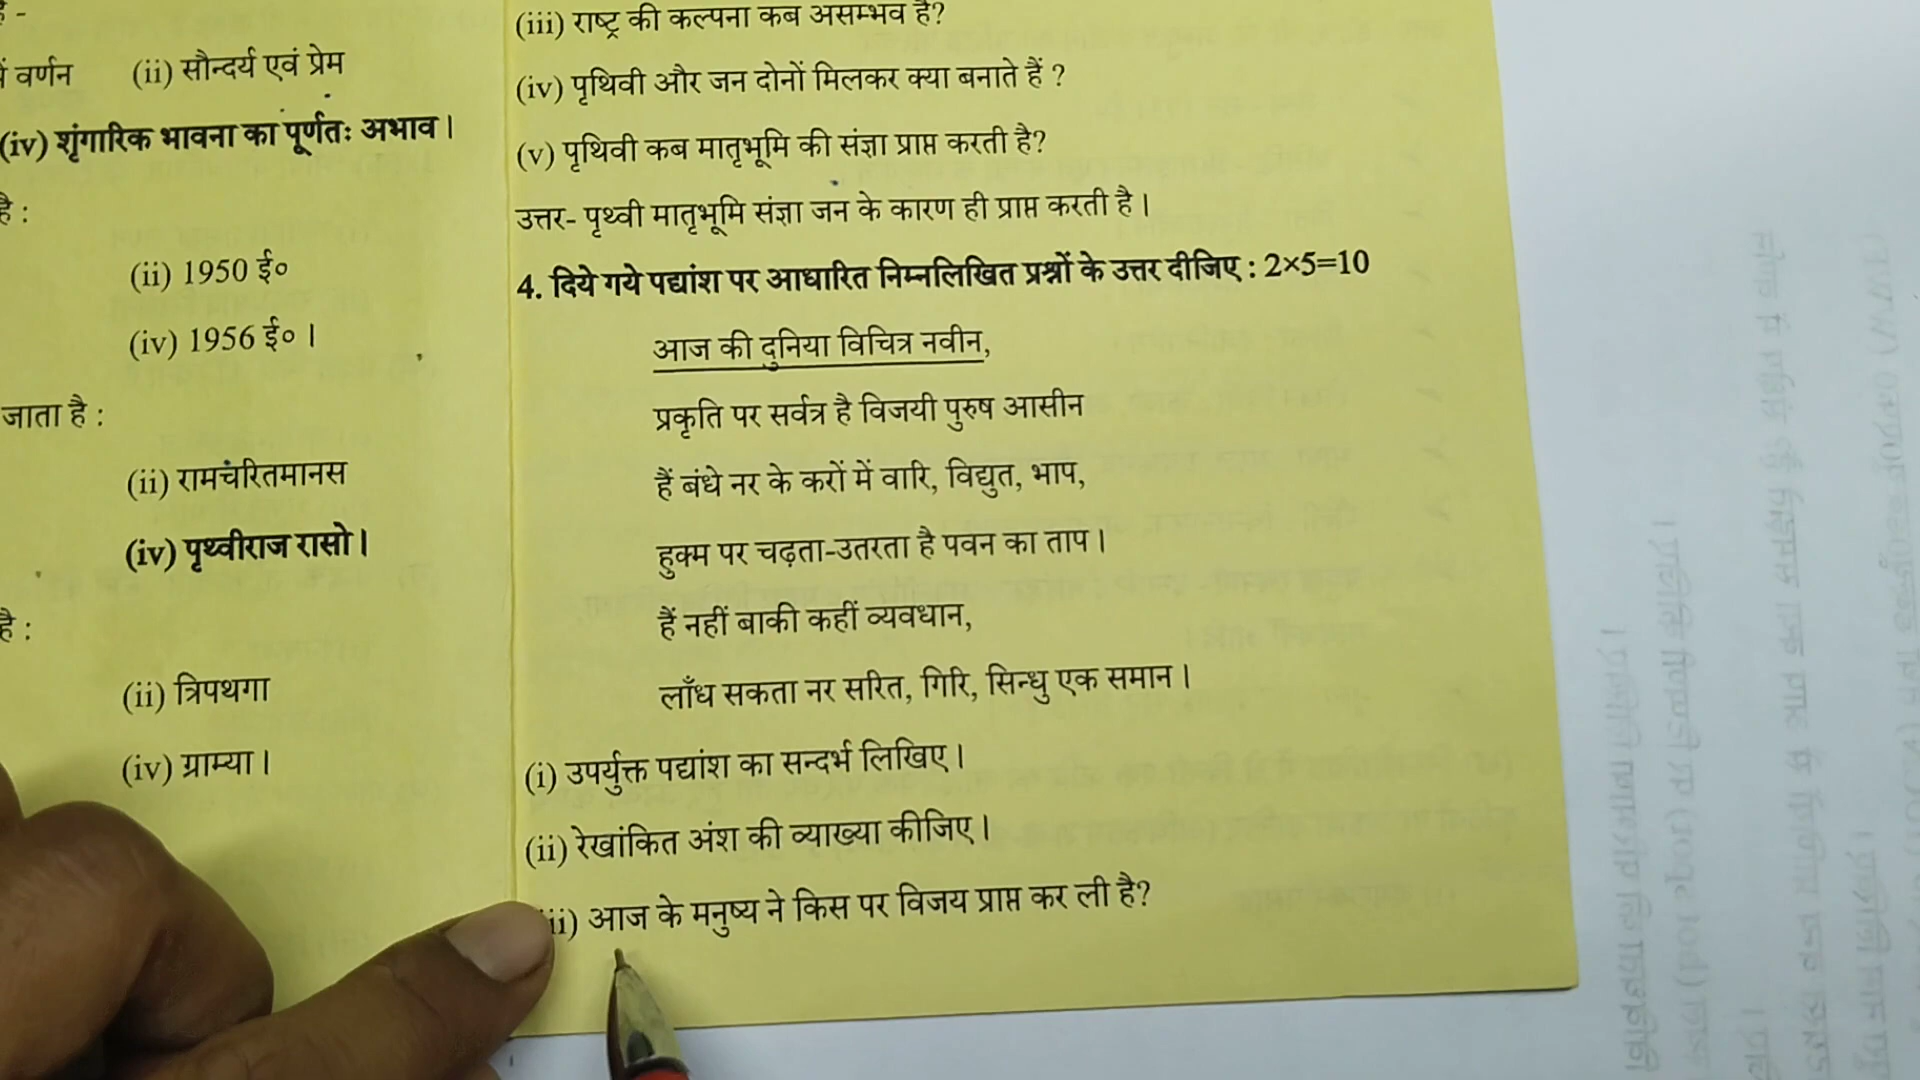 में वर्णन (ii) सौन्दर्य एवं प्रेम
(iv) शृंगारिक भावना का पूर्णतः अभाव।
है :
(ii) 1950 ई०
(iv) 1956 ई०।
जाता है :
(ii) रामचरितमानस
(iv) पृथ्वीराज रासो।
है :
(ii) त्रिपथगा
(iv) ग्राम्या।
(iii) राष्ट्र की कल्पना कब असम्भव है?
(iv) पृथिवी और जन दोनों मिलकर क्या बनाते हैं ?
(v) पृथिवी कब मातृभूमि की संज्ञा प्राप्त करती है?
उत्तर- पृथ्वी मातृभूमि संज्ञा जन के कारण ही प्राप्त करती है।
4. दिये गये पद्यांश पर आधारित निम्नलिखित प्रश्नों के उत्तर दीजिए : 2×5=10
आज की दुनिया विचित्र नवीन,
प्रकृति पर सर्वत्र है विजयी पुरुष आसीन
हैं बंधे नर के करों में वारि, विद्युत, भाप,
हुक्म पर चढ़ता-उतरता है पवन का ताप।
हैं नहीं बाकी कहीं व्यवधान,
लाँध सकता नर सरित, गिरि, सिन्धु एक समान।
(i) उपर्युक्त पद्यांश का सन्दर्भ लिखिए।
(ii) रेखांकित अंश की व्याख्या कीजिए।
ii) आज के मनुष्य ने किस पर विजय प्राप्त कर ली है?